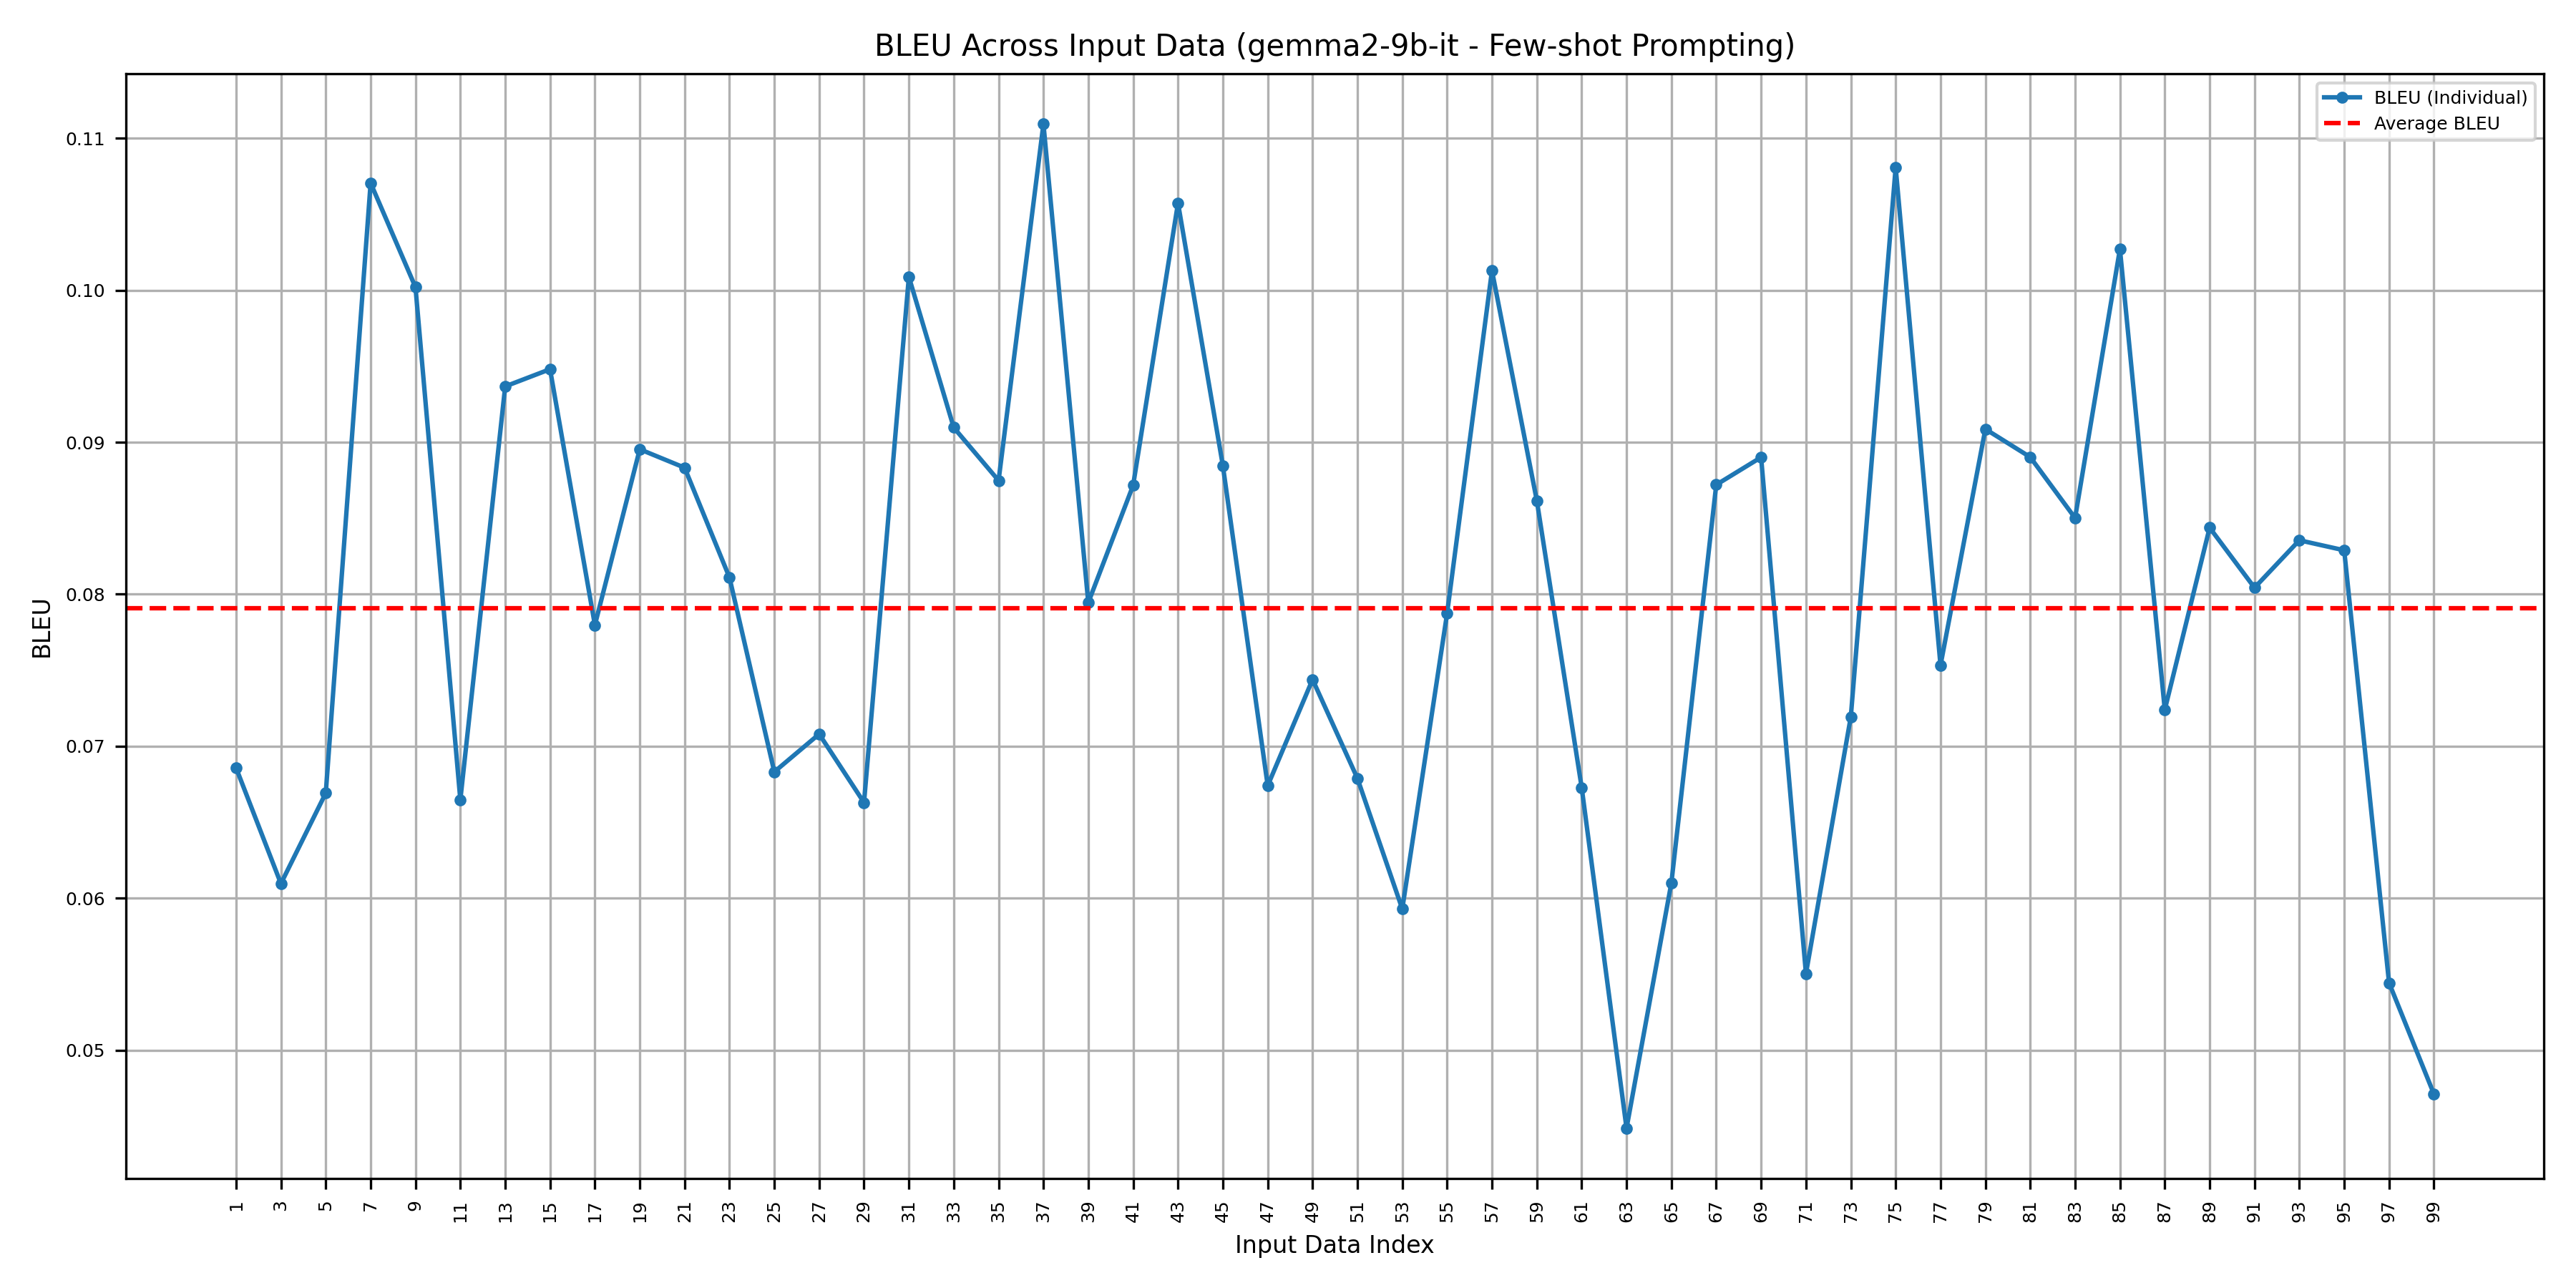 BLEU Across Input Data (gemma2-9b-it - Few-shot Prompting)
BLEU (Individual)
Average BLEU
0.11
0.10
0.09
0.08
0.07
0.06
0.05
BLEU
1 3 5 7 9 11 13 15 17 19 21 23 25 27 29 31 33 35 37 39 41 43 45 47 49 51 53 55 57 59 61 63 65 67 69 71 73 75 77 79 81 83 85 87 89 91 93 95 97 99
Input Data Index